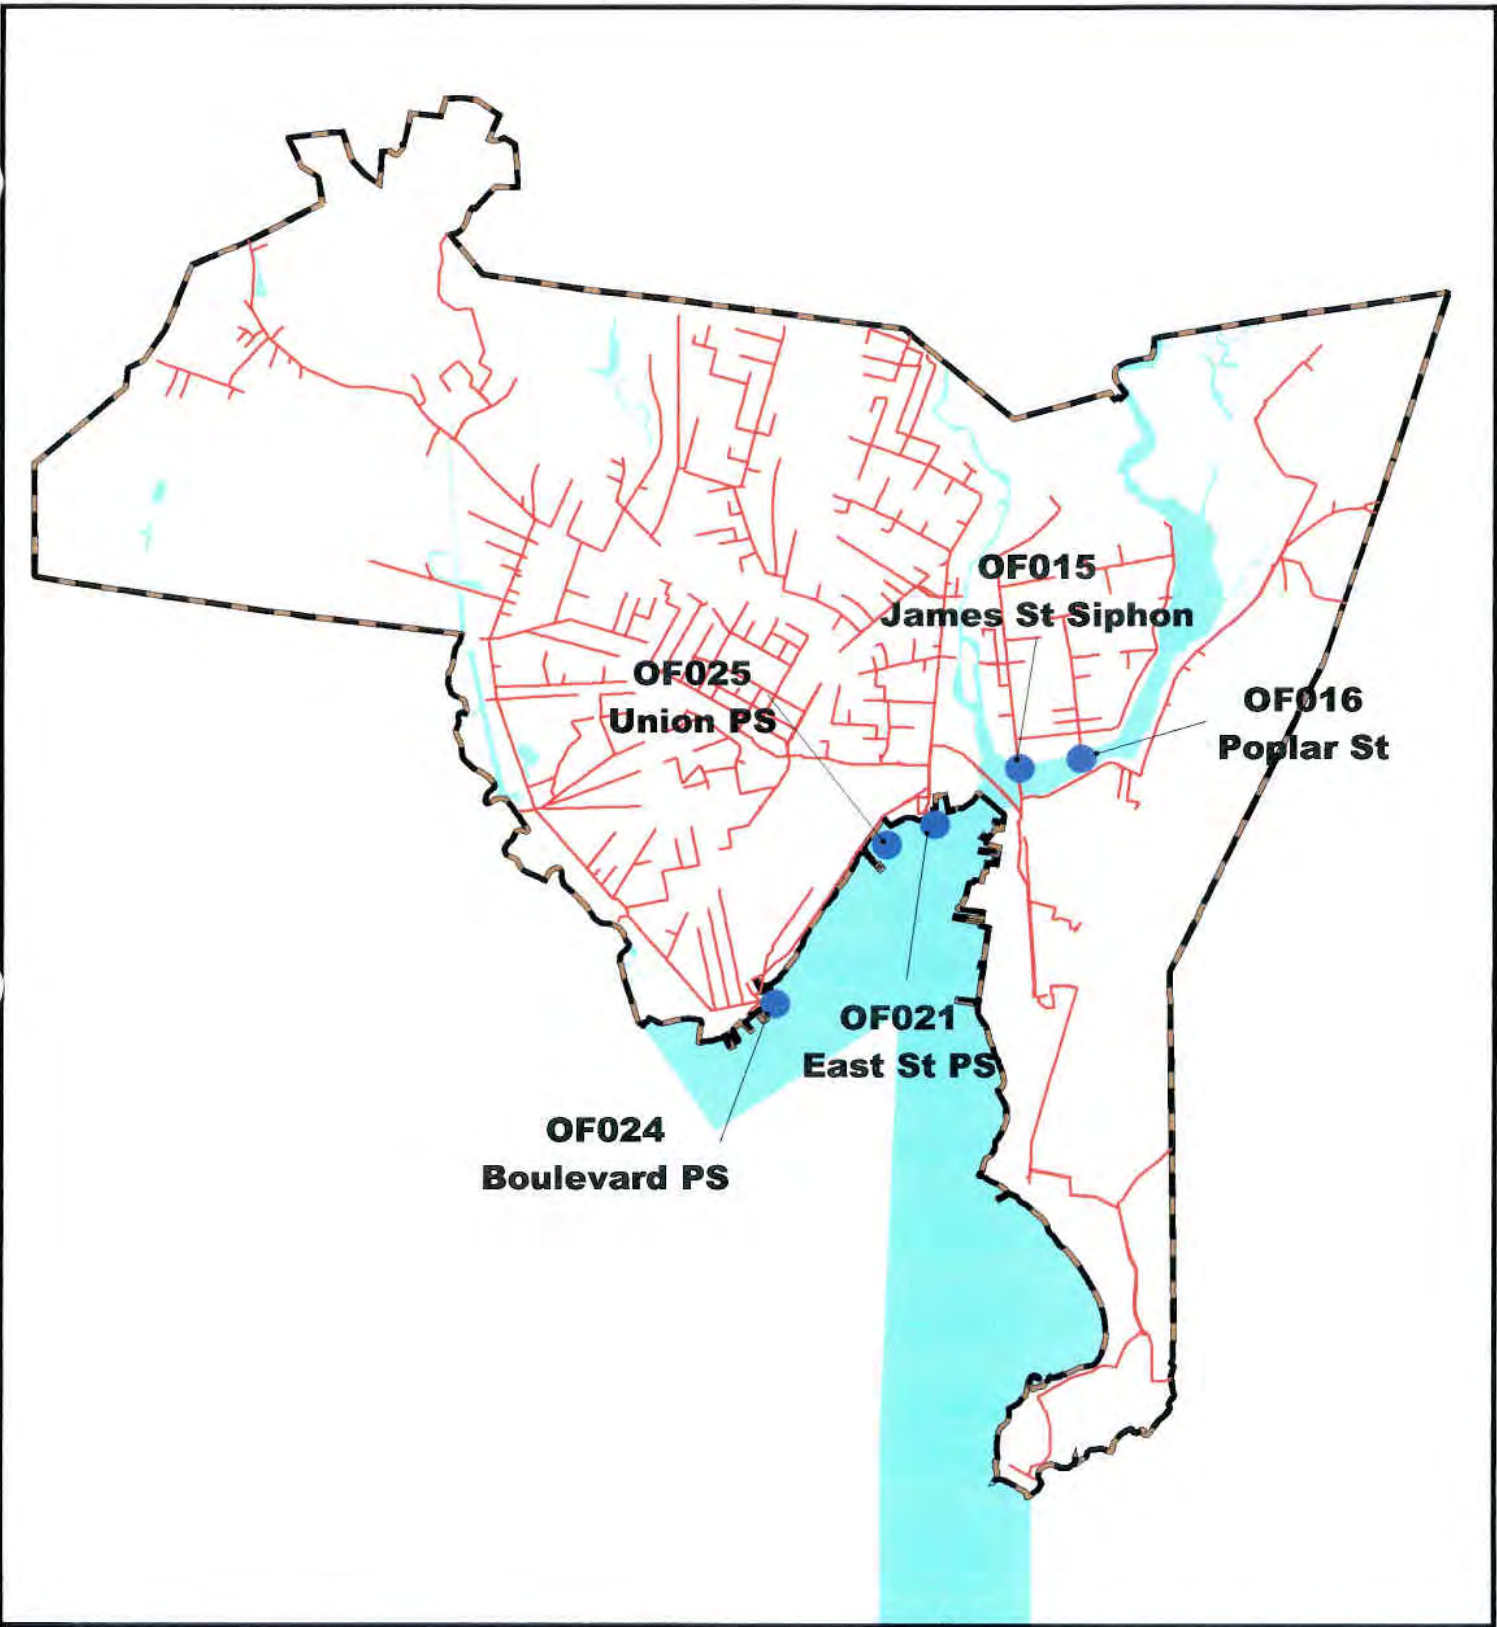 OF015
James St Siphon
OF025
Union PS
OF016
Poplar St
OF021
East St PS
OF024
Boulevard PS